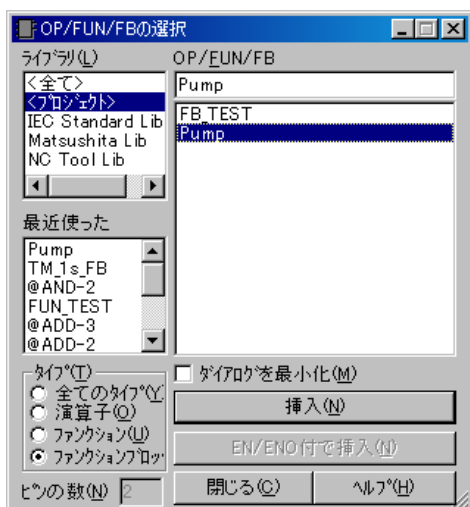 OP/FUN/FBの選択
ﾗｲﾌﾞﾗﾘ(L)
<全て>
<ﾌﾟﾛｼﾞｪｸﾄ>
IEC Standard Lib
Matsushita Lib
NC Tool Lib
最近使った
Pump
TM_1s_FB
@AND-2
FUN_TEST
@ADD-3
@ADD-2
ﾀｲﾌﾟ(T)
全てのﾀｲﾌﾟ(Y)
演算子(O)
ﾌｧﾝｸｼｮﾝ(U)
ﾌｧﾝｸｼｮﾝﾌﾞﾛｯ
ﾋﾟﾝの数(N) 2
OP/FUN/FB
Pump
FB_TEST
Pump
ﾀﾞｲｱﾛｸﾞを最小化(M)
挿入(N)
EN/ENO付で挿入(N)
閉じる(C)
ﾍﾙﾌﾟ(H)